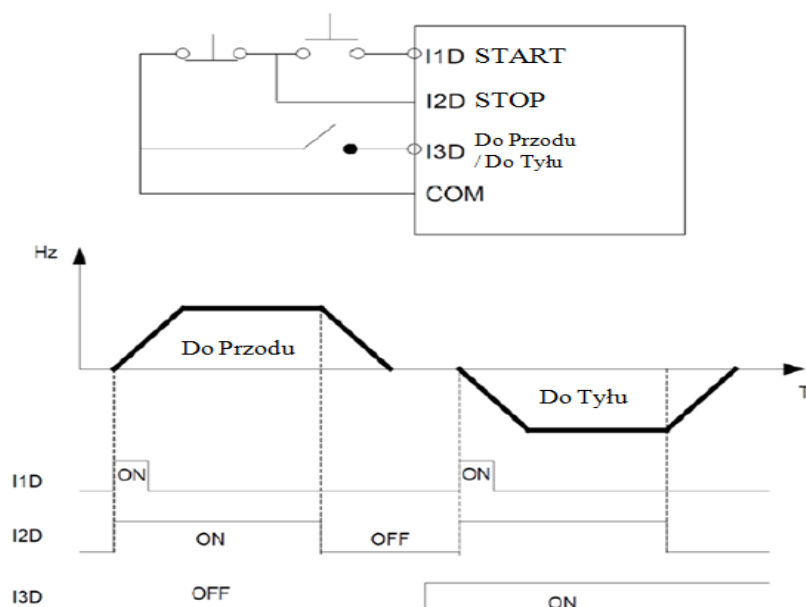 I1D START
I2D STOP
I3D Do Przodu
/ Do Tyłu
COM
Hz
Do Przodu
Do Tyłu
T
I1D ON ON
I2D ON OFF
I3D OFF ON